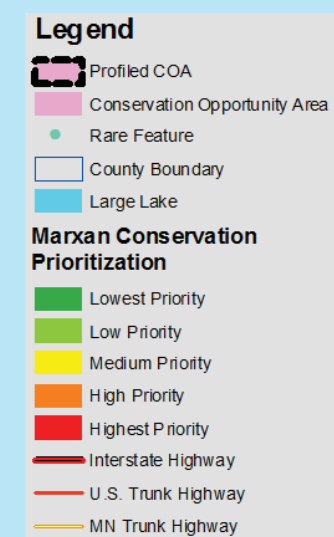 Legend
Profiled COA
Conservation Opportunity Area
Rare Feature
County Boundary
Large Lake
Marxan Conservation
Prioritization
Lowest Priority
Low Priority
Medium Priority
High Priority
Highest Priority
Interstate Highway
U.S. Trunk Highway
MN Trunk Highway